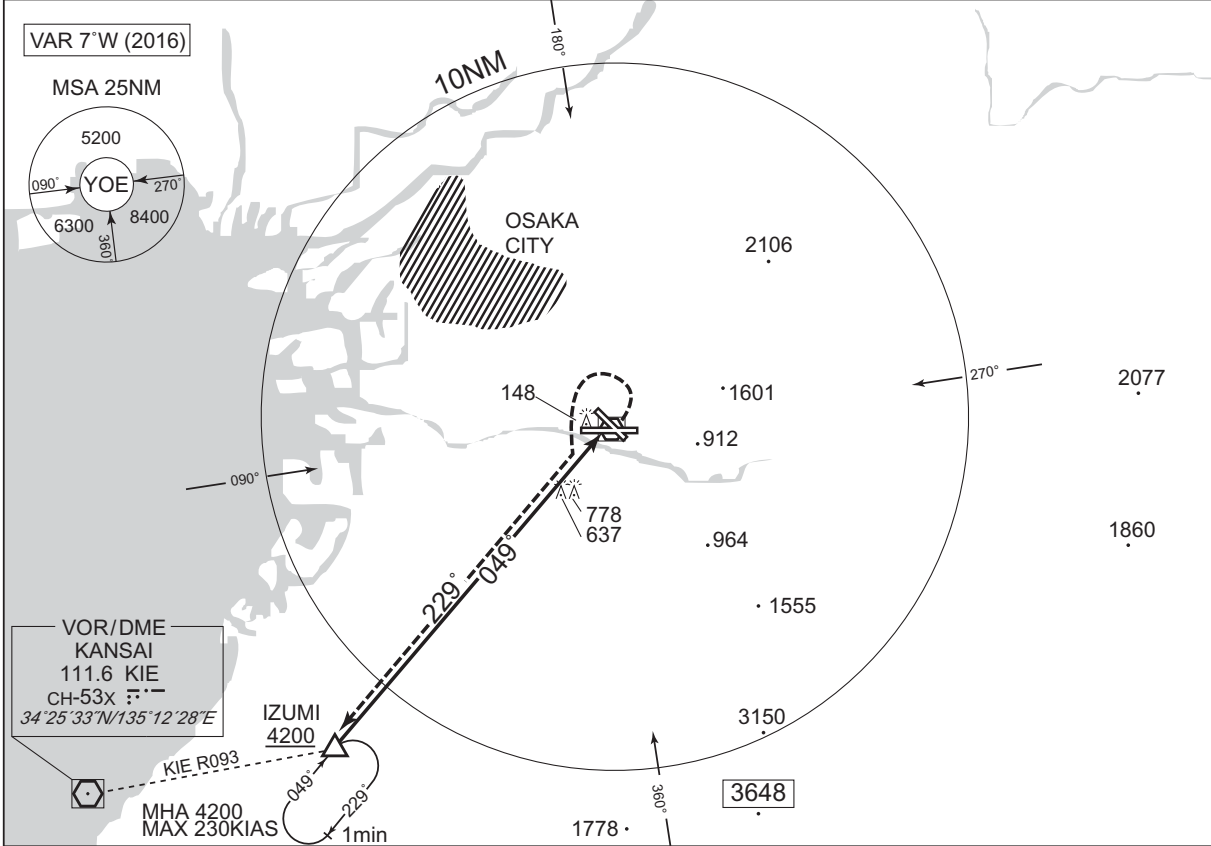 VAR 7°W (2016)
MSA 25NM
5200
090°
YOE
270°
6300
8400
360°
10NM
180°
OSAKA
CITY
2106
148
1601
270°
2077
.912
090°
778
637
.964
1860
1555
229°
049°
VOR/DME
KANSAI
111.6 KIE
CH-53X
34°25′33″N/135°12′28″E
IZUMI
4200
3150
KIE R093
049°
229°
MHA 4200
MAX 230KIAS
1min
360°
3648
1778